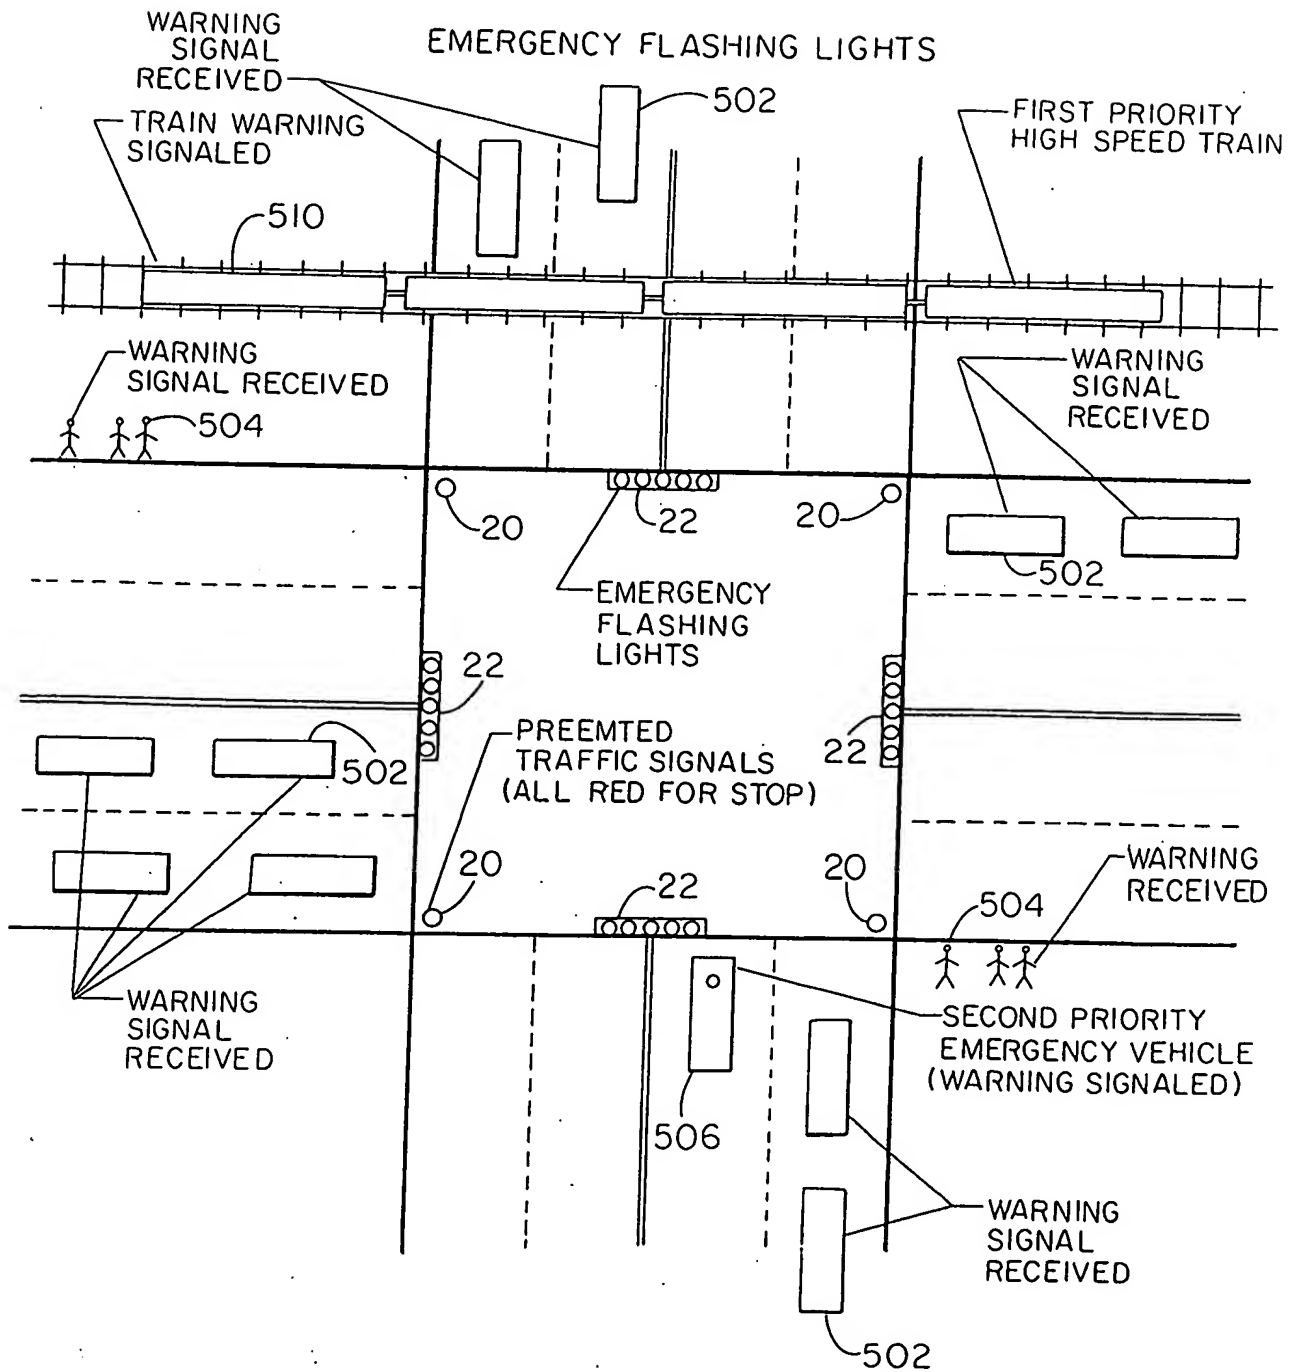 WARNING
SIGNAL
RECEIVED
EMERGENCY FLASHING LIGHTS
502
TRAIN WARNING
SIGNALED
FIRST PRIORITY
HIGH SPEED TRAIN
510
WARNING
SIGNAL RECEIVED
504
WARNING
SIGNAL
RECEIVED
20
22
20
502
EMERGENCY
FLASHING
LIGHTS
22
PREEMTED
TRAFFIC SIGNALS
(ALL RED FOR STOP)
22
502
20
22
20
WARNING
RECEIVED
504
WARNING
SIGNAL
RECEIVED
SECOND PRIORITY
EMERGENCY VEHICLE
(WARNING SIGNALED)
506
WARNING
SIGNAL
RECEIVED
502